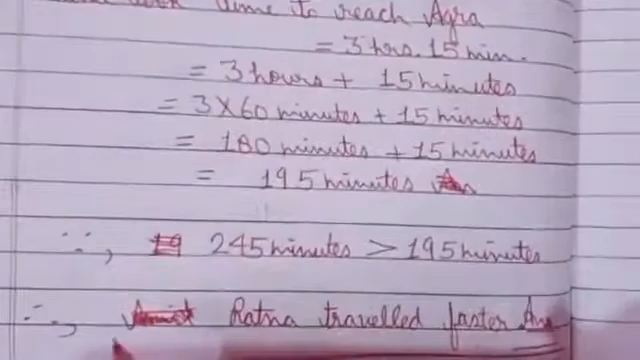 time to reach Agra
= 3 hrs. 15 min.
= 3 hours + 15 minutes
= 3 X 60 minutes + 15 minutes
= 180 minutes + 15 minutes
= 195 minutes
∴, 245 minutes > 195 minutes
∴, Ratna travelled faster Ans